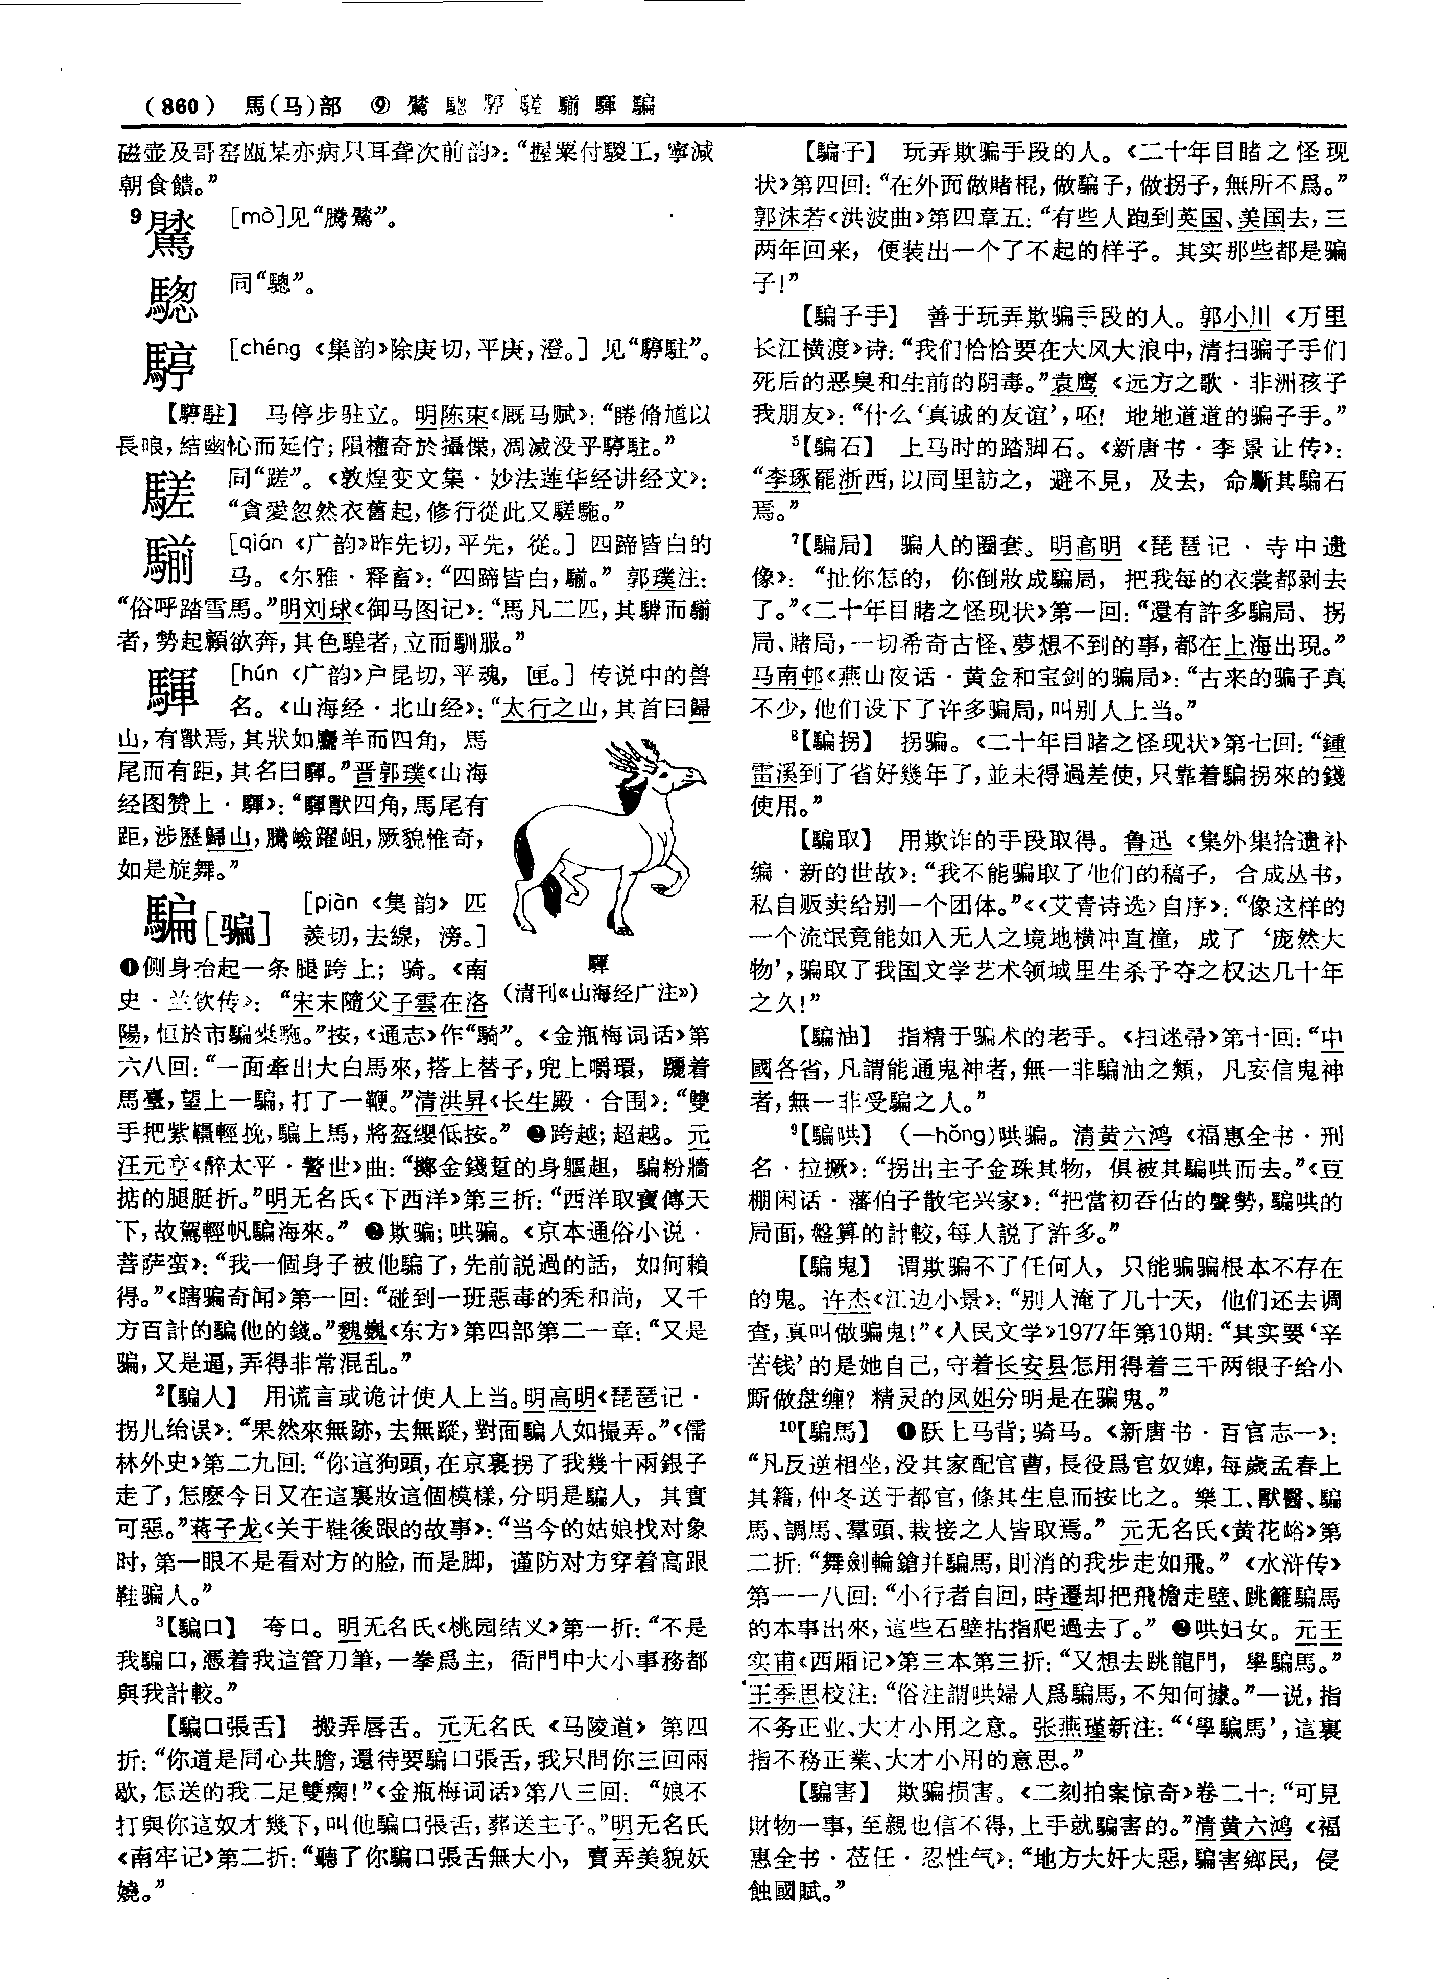 （860） 馬(马)部 ⑨ 騖 騘 騿 䮪 騚 驒 騙
磁壶及哥窑瓯某亦病只耳聋次前韵》：“握粟付駿工，寧減
朝食饋。”
9 [mò]见“騰騖”。
騘 同“驄”。
[chéng 《集韵》除庚切，平庚，澄。] 见“駐”。
【駐】 马停步驻立。明陈束《厩马赋》：“睠脩馗以
長哴，结幽忱而延佇；隕權奇於攝傑，凋滅没乎駐。”
同“蹉”。《敦煌变文集·妙法莲华经讲经文》：
“貪愛忽然衣舊起，修行從此又駞。”
騚 [qián 《广韵》昨先切，平先，從。] 四蹄皆白的
马。《尔雅·释畜》：“四蹄皆白，騚。” 郭璞注：
“俗呼踏雪馬。”明刘球《御马图记》：“馬凡二匹，其騂而騚
者，勢起顧欲奔，其色騜者，立而馴服。”
[hún 《广韵》户昆切，平魂，匣。] 传说中的兽
名。《山海经·北山经》：“太行之山，其首曰歸
山，有獸焉，其狀如麢羊而四角，馬
尾而有距，其名曰䮝。”晋郭璞《山海
经图赞上·䮝》：“䮝獸四角，馬尾有
距，涉歷歸山，騰嶮躍岨，厥貌惟奇，
如是旋舞。”
騙[骗] [piàn 《集韵》 匹
羨切，去線，滂。]
❶侧身抬起一条腿跨上；骑。《南
史·兰钦传》：“宋末隨父子雲在洛
陽，恒於市騙橐駞。”按，《通志》作“騎”。《金瓶梅词话》第
六八回：“一面牽出大白馬來，搭上替子，兜上嚼環，躧着
馬臺，望上一騙，打了一鞭。”清洪昇《长生殿·合围》：“雙
手把紫韁輕挽，騙上馬，將盔纓低按。” ❷跨越；超越。元
汪元亨《醉太平·警世》曲：“擲金錢踅的身軀趄，騙粉牆
掂的腿脡折。”明无名氏《下西洋》第三折：“西洋取寶傳天
下，故駕輕帆騙海來。” ❸欺骗；哄骗。《京本通俗小说·
菩萨蛮》：“我一個身子被他騙了，先前説過的話，如何賴
得。”《瞎骗奇闻》第一回：“碰到一班惡毒的秃和尚，又千
方百計的騙他的錢。”魏巍《东方》第四部第二一章：“又是
骗，又是逼，弄得非常混乱。”
²【騙人】 用谎言或诡计使人上当。明高明《琵琶记·
拐儿绐误》：“果然來無跡，去無蹤，對面騙人如撮弄。”《儒
林外史》第二九回：“你這狗頭，在京裏拐了我幾十兩銀子
走了，怎麽今日又在這裏妝這個模樣，分明是騙人，其實
可惡。”蒋子龙《关于鞋後跟的故事》：“当今的姑娘找对象
时，第一眼不是看对方的脸，而是脚，谨防对方穿着高跟
鞋骗人。”
³【騙口】 夸口。明无名氏《桃园结义》第一折：“不是
我騙口，憑着我這管刀筆，一拳爲主，衙門中大小事務都
與我計較。”
【騙口張舌】 搬弄唇舌。元无名氏《马陵道》第四
折：“你道是同心共膽，還待要騙口張舌，我只問你三回兩
歇，怎送的我二足雙瘸！”《金瓶梅词话》第八三回：“娘不
打與你這奴才幾下，叫他騙口張舌，葬送主子。”明无名氏
《南牢记》第二折：“聽了你騙口張舌無大小，賣弄美貌妖
嬈。”
䮝
（清刊《山海经广注》）
【騙子】 玩弄欺骗手段的人。《二十年目睹之怪现
状》第四回：“在外面做賭棍，做騙子，做拐子，無所不爲。”
郭沫若《洪波曲》第四章五：“有些人跑到英国、美国去，三
两年回来，便装出一个了不起的样子。其实那些都是骗
子！”
【騙子手】 善于玩弄欺骗手段的人。郭小川《万里
长江横渡》诗：“我们恰恰要在大风大浪中，清扫骗子手们
死后的恶臭和生前的阴毒。”袁鹰《远方之歌·非洲孩子
我朋友》：“什么‘真诚的友谊’，呸！地地道道的骗子手。”
⁵【騙石】 上马时的踏脚石。《新唐书·李景让传》：
“李琢罷浙西，以同里訪之，避不見，及去，命斸其騙石
焉。”
⁷【騙局】 骗人的圈套。明高明《琵琶记·寺中遗
像》：“扯你怎的，你倒妝成騙局，把我每的衣裳都剥去
了。”《二十年目睹之怪现状》第一回：“還有許多騙局、拐
局、賭局，一切希奇古怪、夢想不到的事，都在上海出現。”
马南邨《燕山夜话·黄金和宝剑的骗局》：“古来的骗子真
不少，他们设下了许多骗局，叫别人上当。”
⁸【騙拐】 拐骗。《二十年目睹之怪现状》第七回：“鍾
雷溪到了省好幾年了，並未得過差使，只靠着騙拐來的錢
使用。”
【騙取】 用欺诈的手段取得。鲁迅《集外集拾遗补
编·新的世故》：“我不能骗取了他们的稿子，合成丛书，
私自贩卖给别一个团体。”《〈艾青诗选〉自序》：“像这样的
一个流氓竟能如入无人之境地横冲直撞，成了‘庞然大
物’，骗取了我国文学艺术领域里生杀予夺之权达几十年
之久！”
【騙油】 指精于骗术的老手。《扫迷帚》第十回：“中
國各省，凡謂能通鬼神者，無一非騙油之類，凡妄信鬼神
者，無一非受騙之人。”
⁹【騙哄】 （—hǒng）哄骗。清黄六鸿《福惠全书·刑
名·拉撅》：“拐出主子金珠其物，俱被其騙哄而去。”《豆
棚闲话·藩伯子散宅兴家》：“把當初吞佔的聲勢，騙哄的
局面，盤算的計較，每人説了許多。”
【騙鬼】 谓欺骗不了任何人，只能骗骗根本不存在
的鬼。许杰《江边小景》：“别人淹了几十天，他们还去调
查，真叫做骗鬼！”《人民文学》1977年第10期：“其实要‘辛
苦钱’的是她自己，守着长安县怎用得着三千两银子给小
厮做盘缠？精灵的凤姐分明是在骗鬼。”
¹⁰【騙馬】 ❶跃上马背；骑马。《新唐书·百官志一》：
“凡反逆相坐，没其家配官曹，長役爲官奴婢，每歲孟春上
其籍，仲冬送于都官，條其生息而按比之。樂工、獸醫、騙
馬、調馬、羣頭、栽接之人皆取焉。” 元无名氏《黄花峪》第
二折：“舞劍輪鎗并騙馬，則消的我步走如飛。” 《水浒传》
第一一八回：“小行者自回，時遷却把飛檐走壁、跳籬騙馬
的本事出來，這些石壁拈指爬過去了。” ❷哄妇女。元王
实甫《西厢记》第三本第三折：“又想去跳龍門，學騙馬。”
王季思校注：“俗注謂哄婦人爲騙馬，不知何據。”一说，指
不务正业、大才小用之意。张燕瑾新注：“‘學騙馬’，這裏
指不務正業、大才小用的意思。”
【騙害】 欺骗损害。《二刻拍案惊奇》卷二十：“可見
財物一事，至親也信不得，上手就騙害的。”清黄六鸿《福
惠全书·莅任·忍性气》：“地方大奸大惡，騙害鄉民，侵
蝕國賦。”